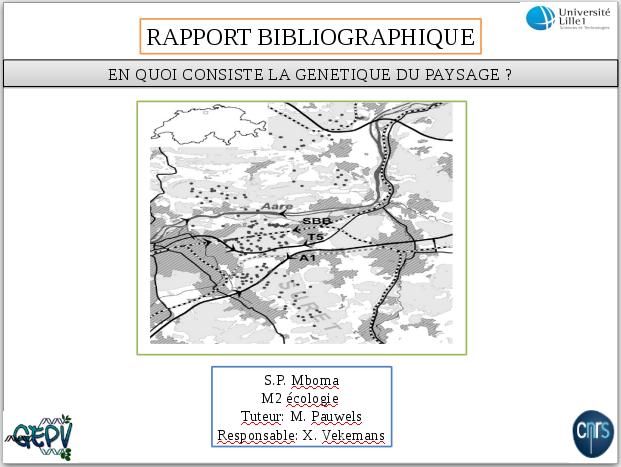 Université
Lille1
Sciences et Technologies
RAPPORT BIBLIOGRAPHIQUE
EN QUOI CONSISTE LA GENETIQUE DU PAYSAGE ?
Aare
SBB
T5
A1
SURET
S.P. Mboma
M2 écologie
Tuteur: M. Pauwels
Responsable: X. Vekemans
GEPV
cnrs